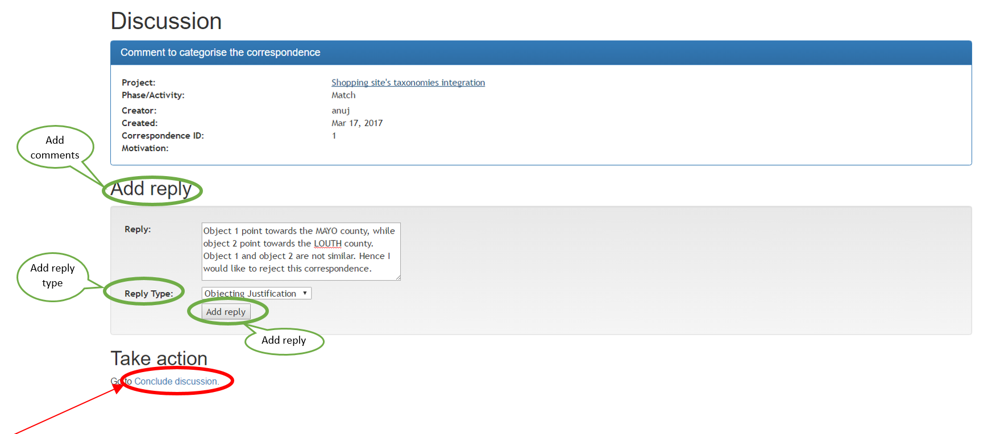 Discussion
Comment to categorise the correspondence
Project: Shopping site's taxonomies integration
Phase/Activity: Match
Creator: anuj
Created: Mar 17, 2017
Correspondence ID: 1
Motivation:
Add
comments
Add reply
Reply:
Object 1 point towards the MAYO county, while
object 2 point towards the LOUTH county.
Object 1 and object 2 are not similar. Hence I
would like to reject this correspondence.
Add reply
type
Reply Type: Objecting Justification
Add reply
Add reply
Take action
Go to Conclude discussion.